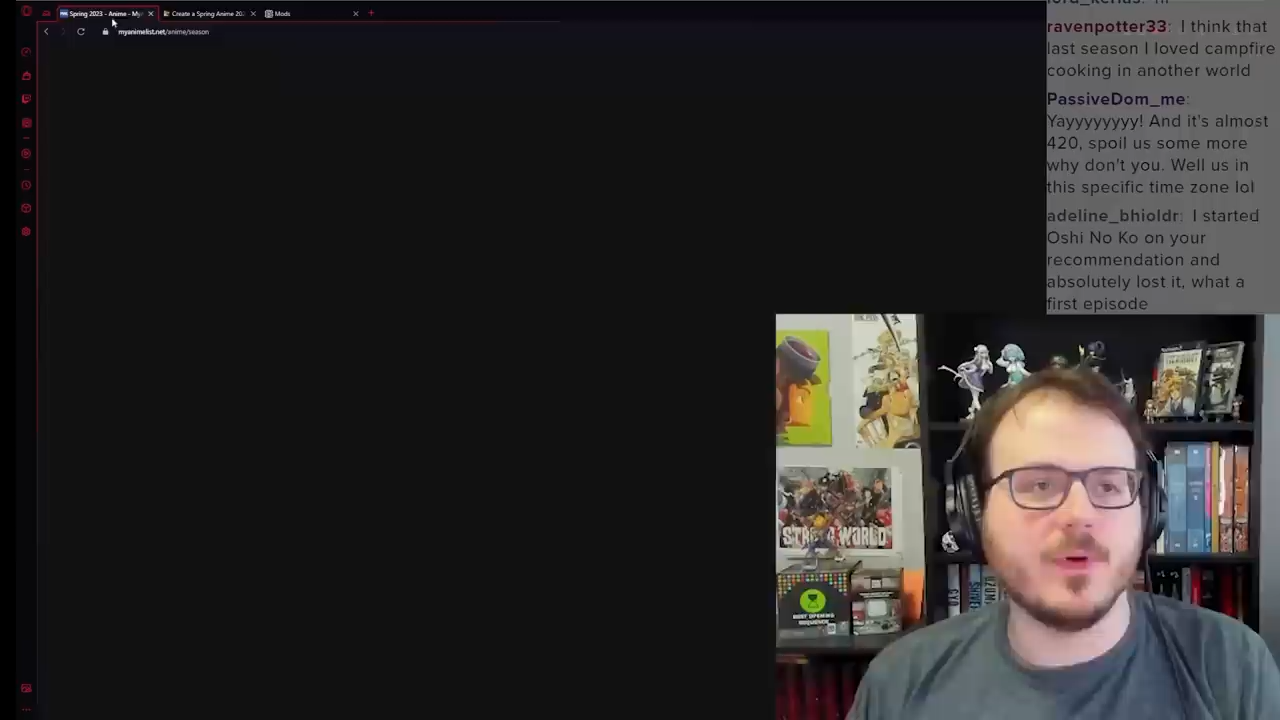 Spring 2023 - Anime - My
Create a Spring Anime 202
Mods
myanimelist.net/anime/season
ravenpotter33: I think that
last season I loved campfire
cooking in another world
PassiveDom_me:
Yayyyyyyyy! And it's almost
420, spoil us some more
why don't you. Well us in
this specific time zone lol
adeline_bhioldr: I started
Oshi No Ko on your
recommendation and
absolutely lost it, what a
first episode
WORLD